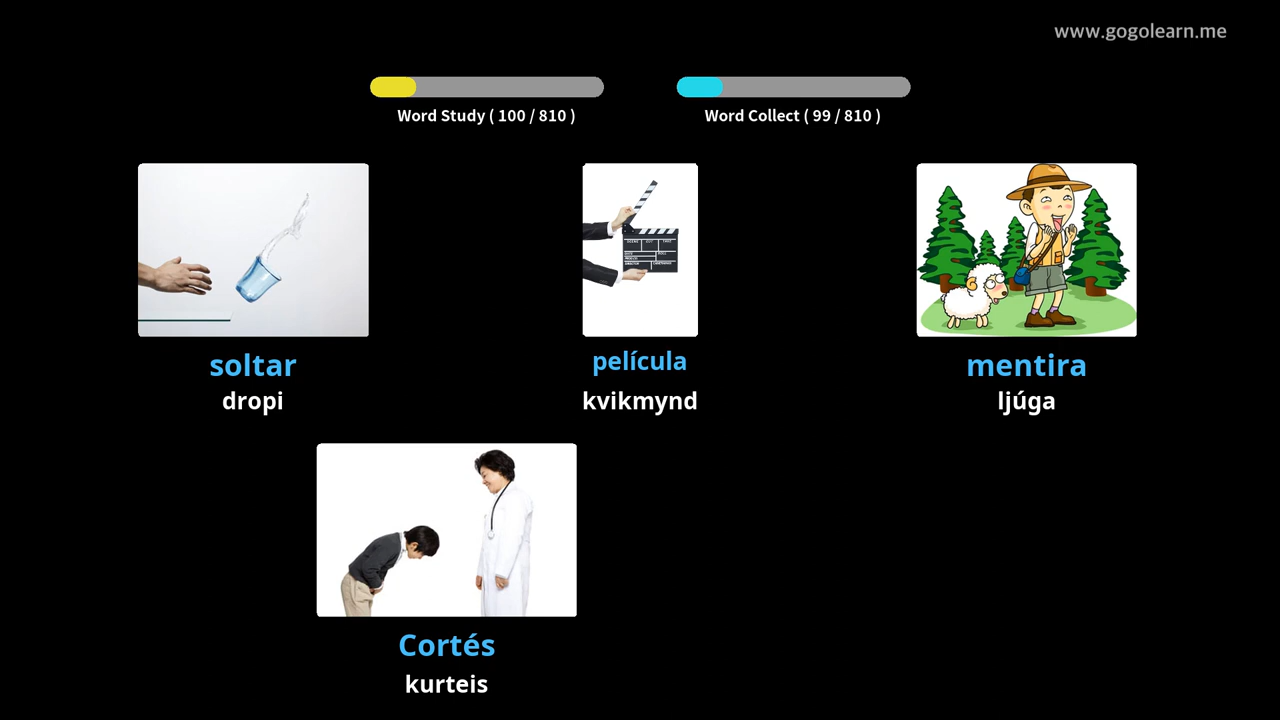 www.gogolearn.me
Word Study ( 100 / 810 )
Word Collect ( 99 / 810 )
soltar
película
mentira
dropi
kvikmynd
ljúga
Cortés
kurteis